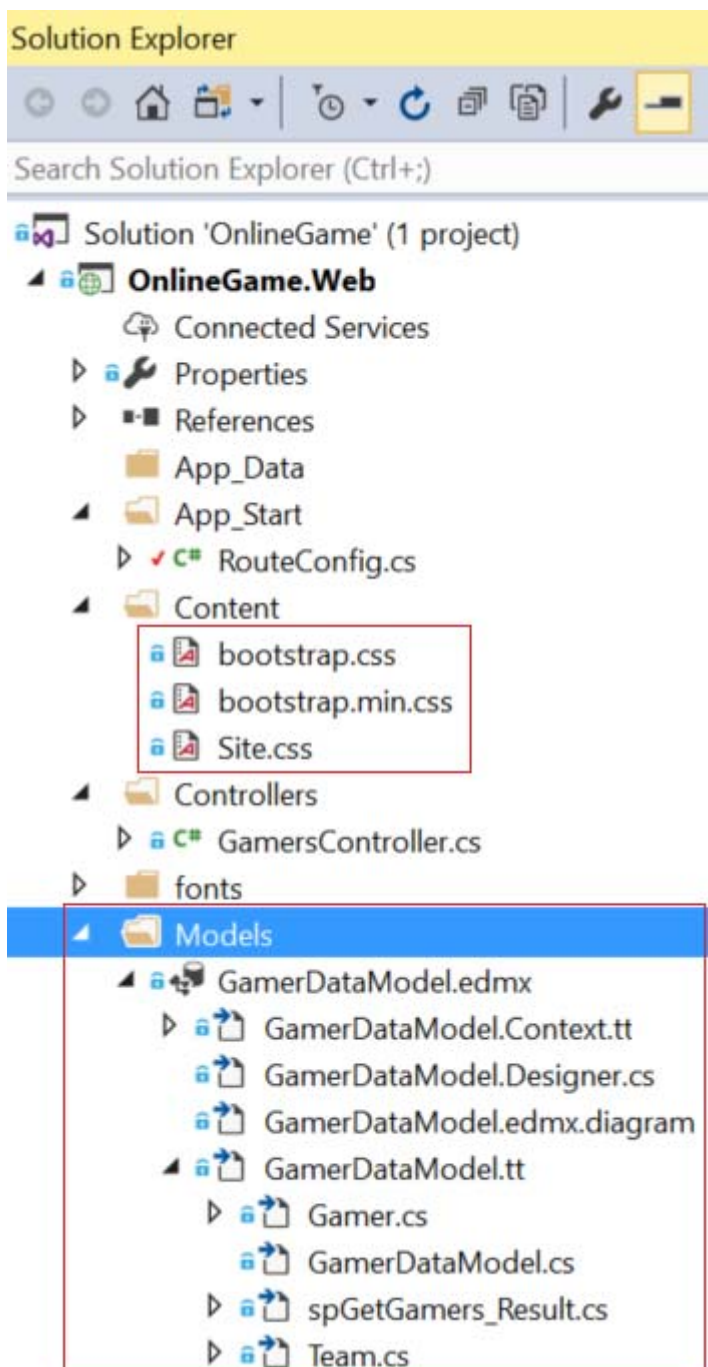 Solution Explorer
Search Solution Explorer (Ctrl+;)
Solution 'OnlineGame' (1 project)
OnlineGame.Web
Connected Services
Properties
References
App_Data
App_Start
C# RouteConfig.cs
Content
bootstrap.css
bootstrap.min.css
Site.css
Controllers
C# GamersController.cs
fonts
Models
GamerDataModel.edmx
GamerDataModel.Context.tt
GamerDataModel.Designer.cs
GamerDataModel.edmx.diagram
GamerDataModel.tt
Gamer.cs
GamerDataModel.cs
spGetGamers_Result.cs
Team.cs